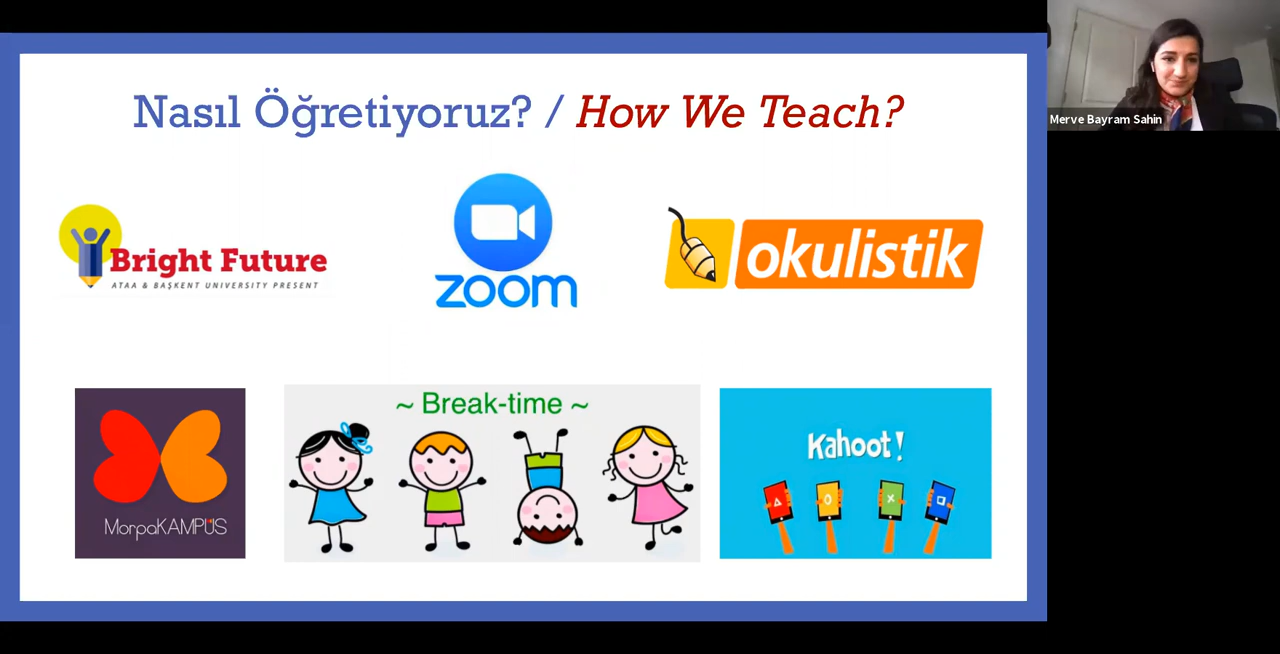 Nasıl Öğretiyoruz? / How We Teach?
Merve Bayram Sahin
Bright Future
ATAA & BAŞKENT UNIVERSITY PRESENT
zoom
okulistik
MorpaKAMPÜS
~ Break-time ~
Kahoot!